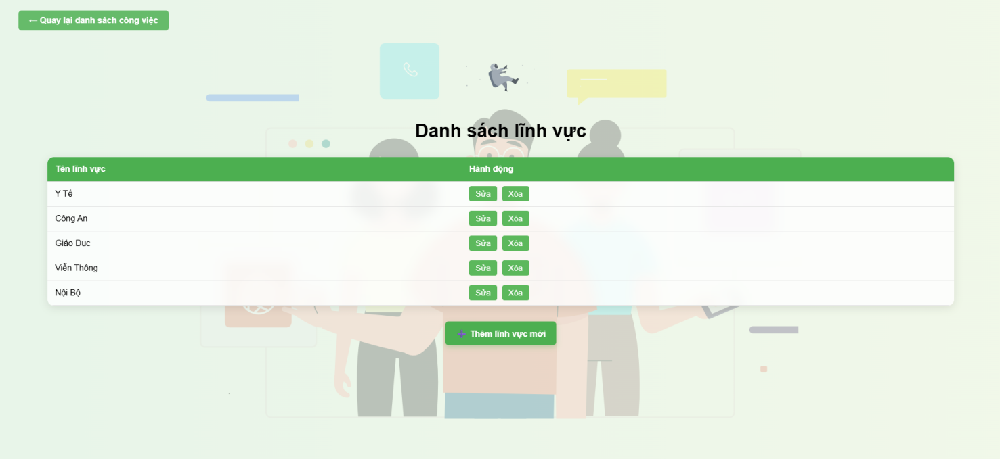 ← Quay lại danh sách công việc
Danh sách lĩnh vực
Tên lĩnh vực Hành động
Y Tế Sửa Xóa
Công An Sửa Xóa
Giáo Dục Sửa Xóa
Viễn Thông Sửa Xóa
Nội Bộ Sửa Xóa
➕ Thêm lĩnh vực mới